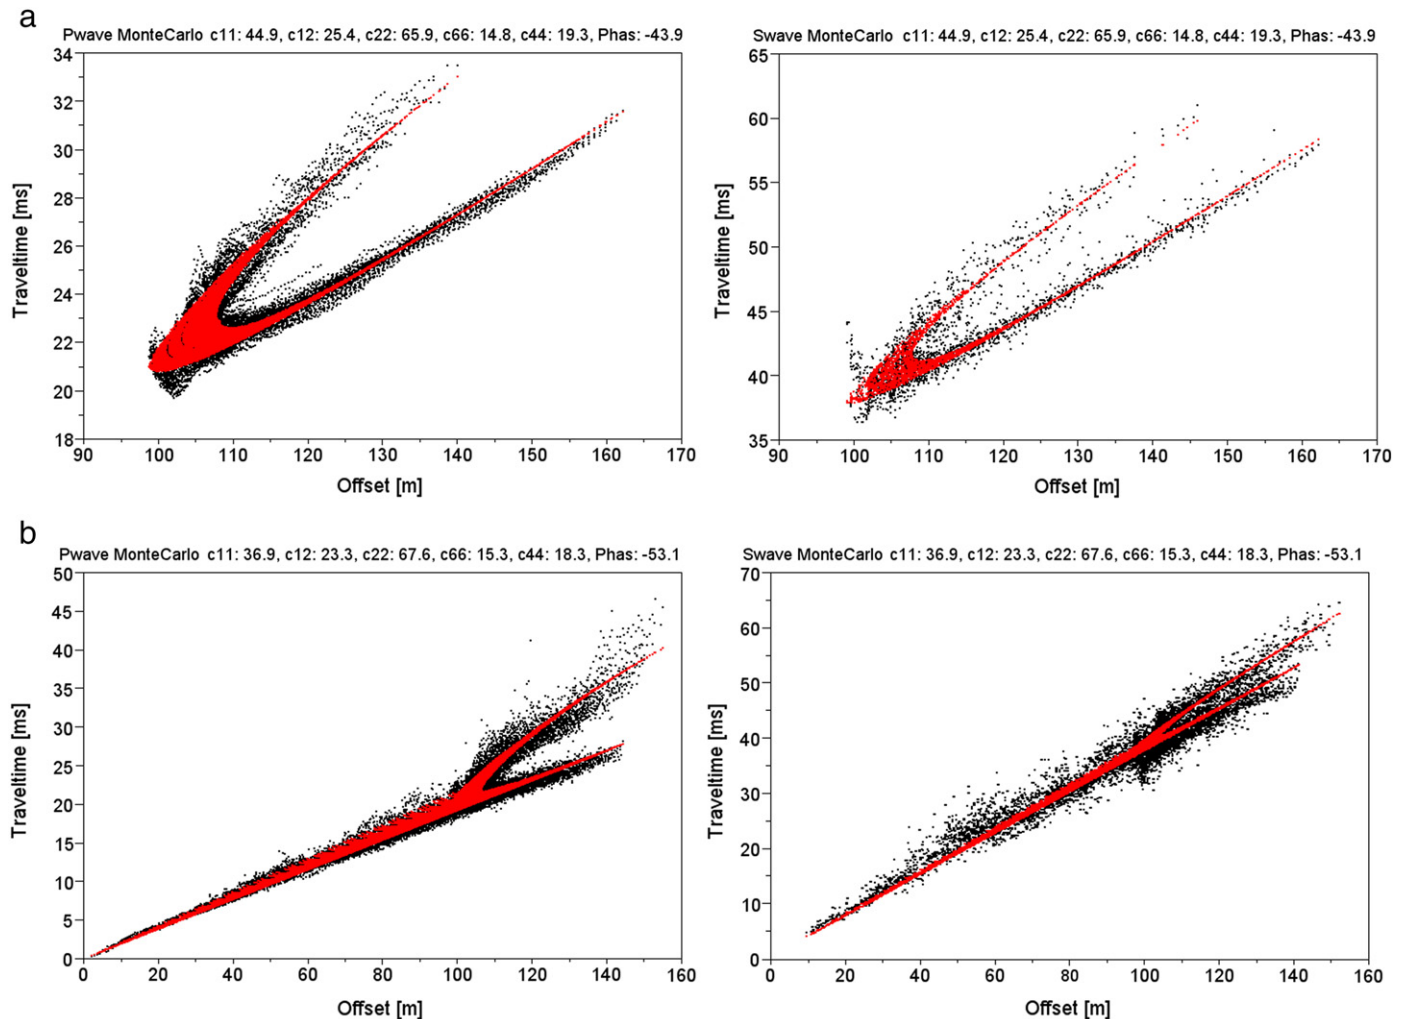 a
Pwave MonteCarlo c11: 44.9, c12: 25.4, c22: 65.9, c66: 14.8, c44: 19.3, Phas: -43.9
34
32
30
28
26
24
22
20
18
Traveltime [ms]
90 100 110 120 130 140 150 160 170
Offset [m]
Swave MonteCarlo c11: 44.9, c12: 25.4, c22: 65.9, c66: 14.8, c44: 19.3, Phas: -43.9
65
60
55
50
45
40
35
Traveltime [ms]
90 100 110 120 130 140 150 160 170
Offset [m]
b
Pwave MonteCarlo c11: 36.9, c12: 23.3, c22: 67.6, c66: 15.3, c44: 18.3, Phas: -53.1
50
45
40
35
30
25
20
15
10
5
0
Traveltime [ms]
0 20 40 60 80 100 120 140 160
Offset [m]
Swave MonteCarlo c11: 36.9, c12: 23.3, c22: 67.6, c66: 15.3, c44: 18.3, Phas: -53.1
70
60
50
40
30
20
10
0
Traveltime [ms]
0 20 40 60 80 100 120 140 160
Offset [m]